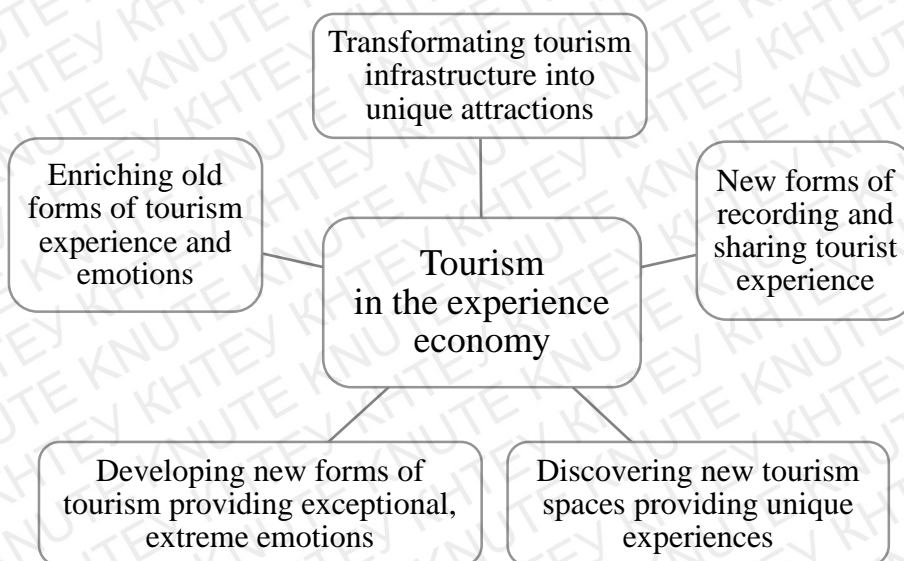 Transformating tourism
infrastructure into
unique attractions
Enriching old
forms of tourism
experience and
emotions
New forms of
recording and
sharing tourist
experience
Tourism
in the experience
economy
Developing new forms of
tourism providing exceptional,
extreme emotions
Discovering new tourism
spaces providing unique
experiences